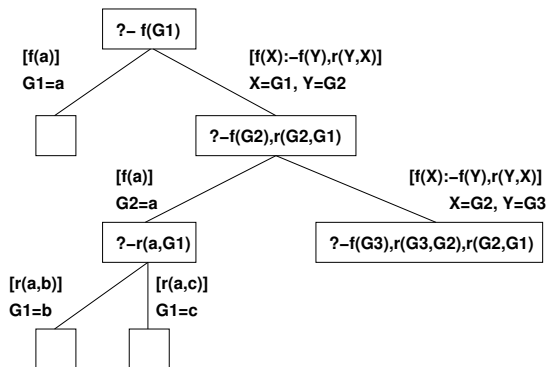 ?– f(G1)
[f(a)]
G1=a
[f(X):–f(Y),r(Y,X)]
X=G1, Y=G2
?–f(G2),r(G2,G1)
[f(a)]
G2=a
[f(X):–f(Y),r(Y,X)]
X=G2, Y=G3
?–r(a,G1)
?–f(G3),r(G3,G2),r(G2,G1)
[r(a,b)]
G1=b
[r(a,c)]
G1=c